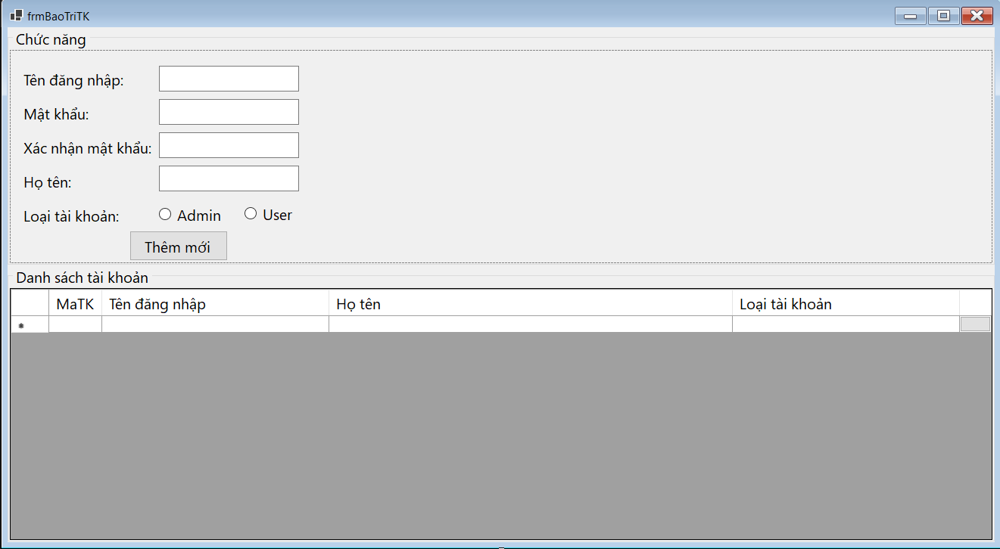 frmBaoTriTK
Chức năng
Tên đăng nhập:
Mật khẩu:
Xác nhận mật khẩu:
Họ tên:
Loại tài khoản: Admin User
Thêm mới
Danh sách tài khoản
MaTK Tên đăng nhập Họ tên Loại tài khoản